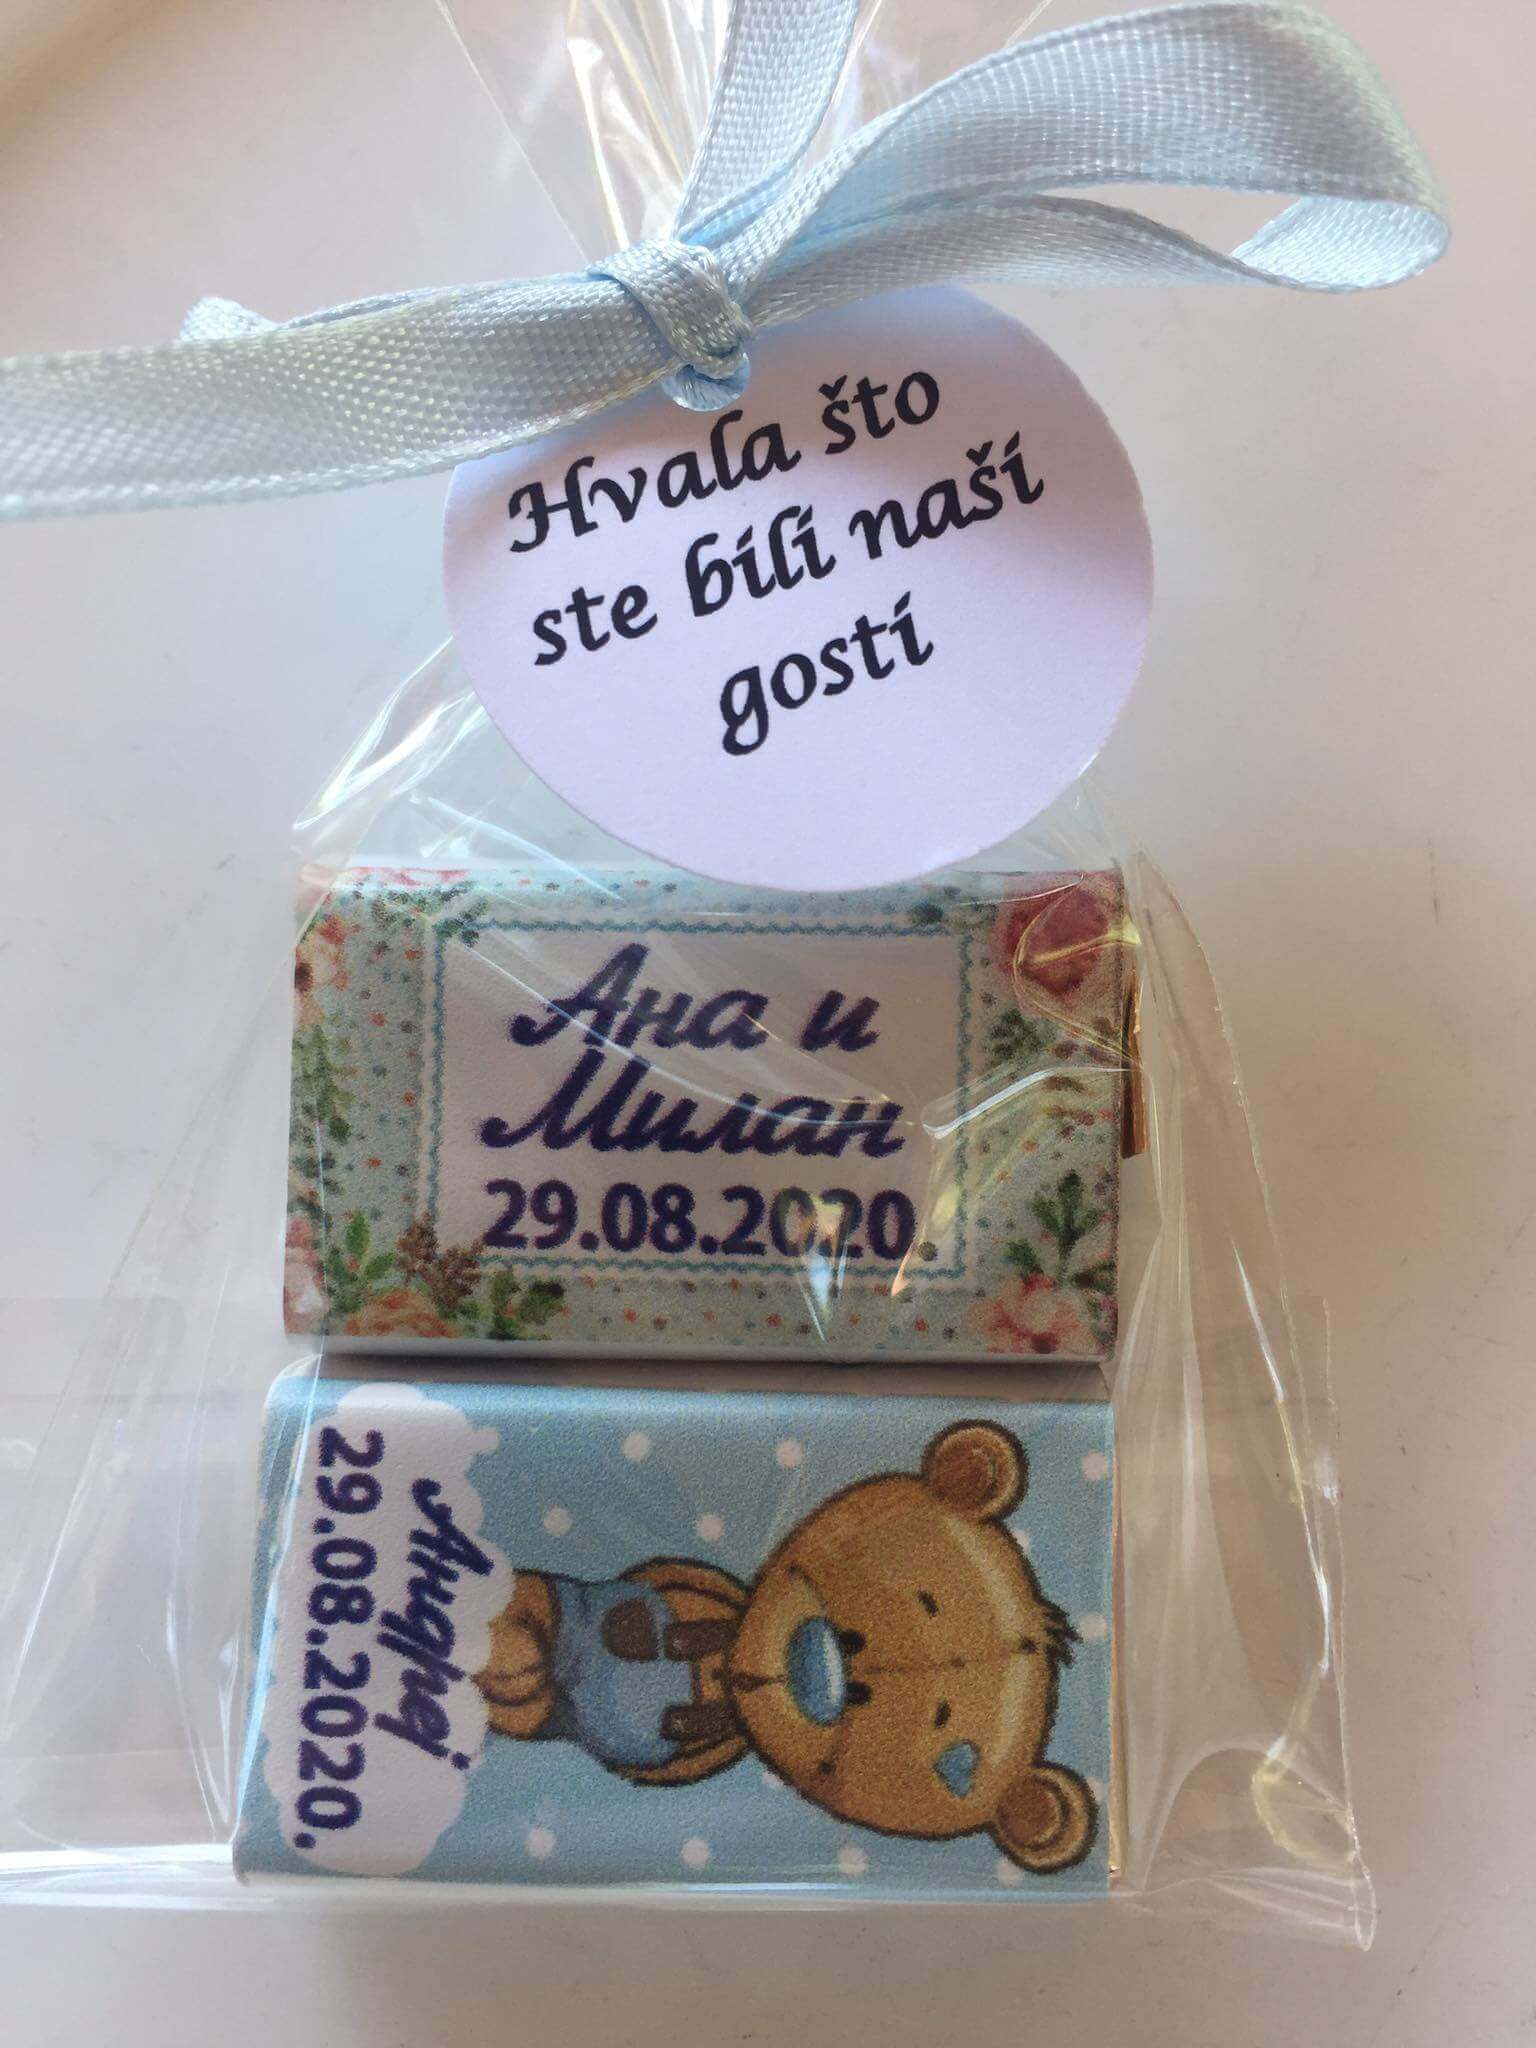 Hvala što
ste bili naši
gosti
Ана и
Милан
29.08.2020.
Андреј
29.08.2020.